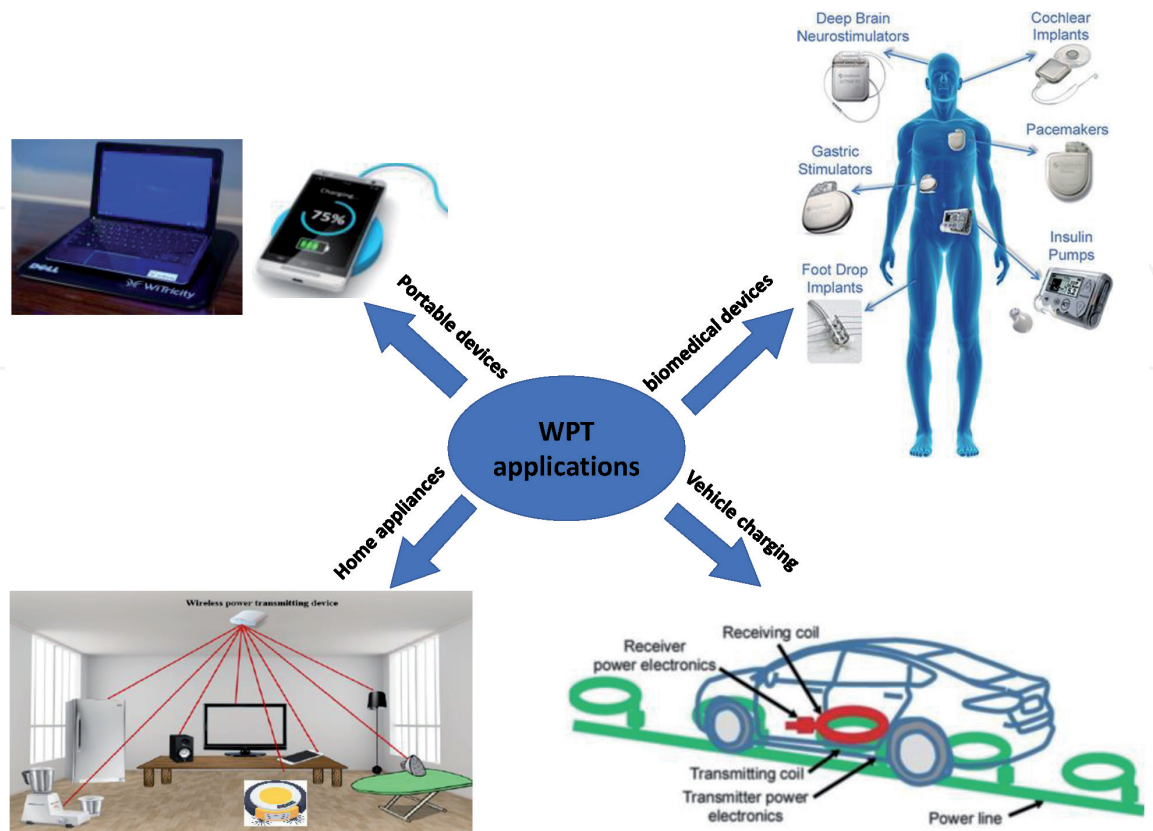 Deep Brain
Neurostimulators
Cochlear
Implants
Pacemakers
Gastric
Stimulators
Insulin
Pumps
Foot Drop
Implants
DELL
WiTricity
Charging...
75%
Portable devices
biomedical devices
WPT
applications
Home appliances
Vehicle charging
Wireless power transmitting device
Receiving coil
Receiver
power electronics
Transmitting coil
Transmitter power
electronics
Power line